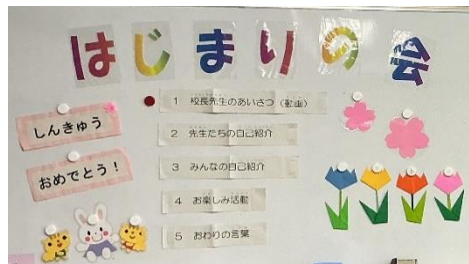 はじまりの会
しんきゅう
おめでとう！
1 校長先生のあいさつ（動画）
2 先生たちの自己紹介
3 みんなの自己紹介
4 お楽しみ活動
5 おわりの言葉